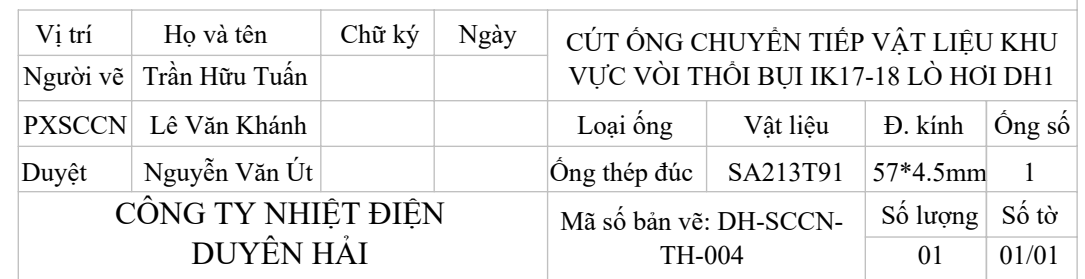 Vị trí Họ và tên Chữ ký Ngày
CÚT ỐNG CHUYỂN TIẾP VẬT LIỆU KHU
VỰC VÒI THỔI BỤI IK17-18 LÒ HƠI DH1
Người vẽ Trần Hữu Tuấn
PXSCCN Lê Văn Khánh Loại ống Vật liệu Đ. kính Ống số
Duyệt Nguyễn Văn Út Ống thép đúc SA213T91 57*4.5mm 1
CÔNG TY NHIỆT ĐIỆN
DUYÊN HẢI
Mã số bản vẽ: DH-SCCN-
TH-004
Số lượng Số tờ
01 01/01